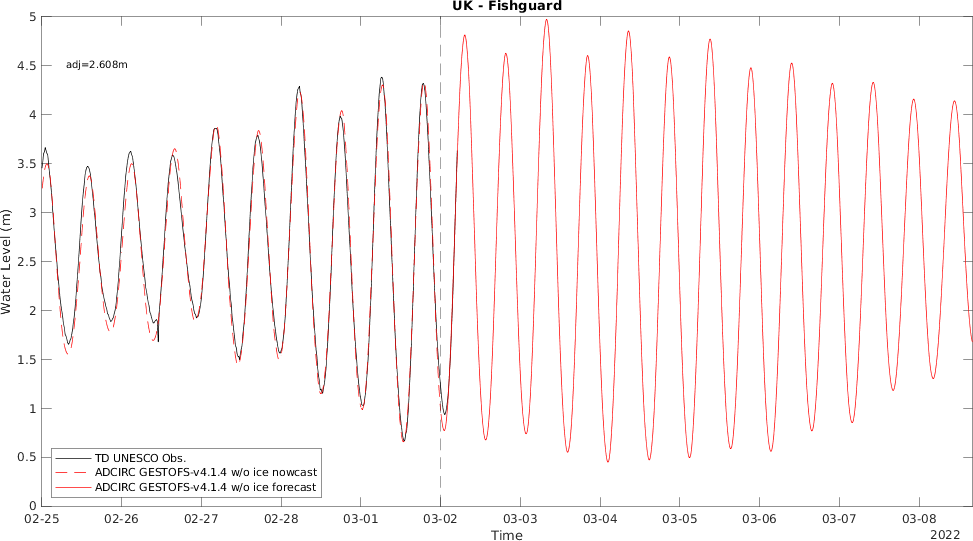 UK - Fishguard
adj=2.608m
5
4.5
4
3.5
3
2.5
2
1.5
1
0.5
0
Water Level (m)
TD UNESCO Obs.
ADCIRC GESTOFS-v4.1.4 w/o ice nowcast
ADCIRC GESTOFS-v4.1.4 w/o ice forecast
02-25 02-26 02-27 02-28 03-01 03-02 03-03 03-04 03-05 03-06 03-07 03-08
Time
2022